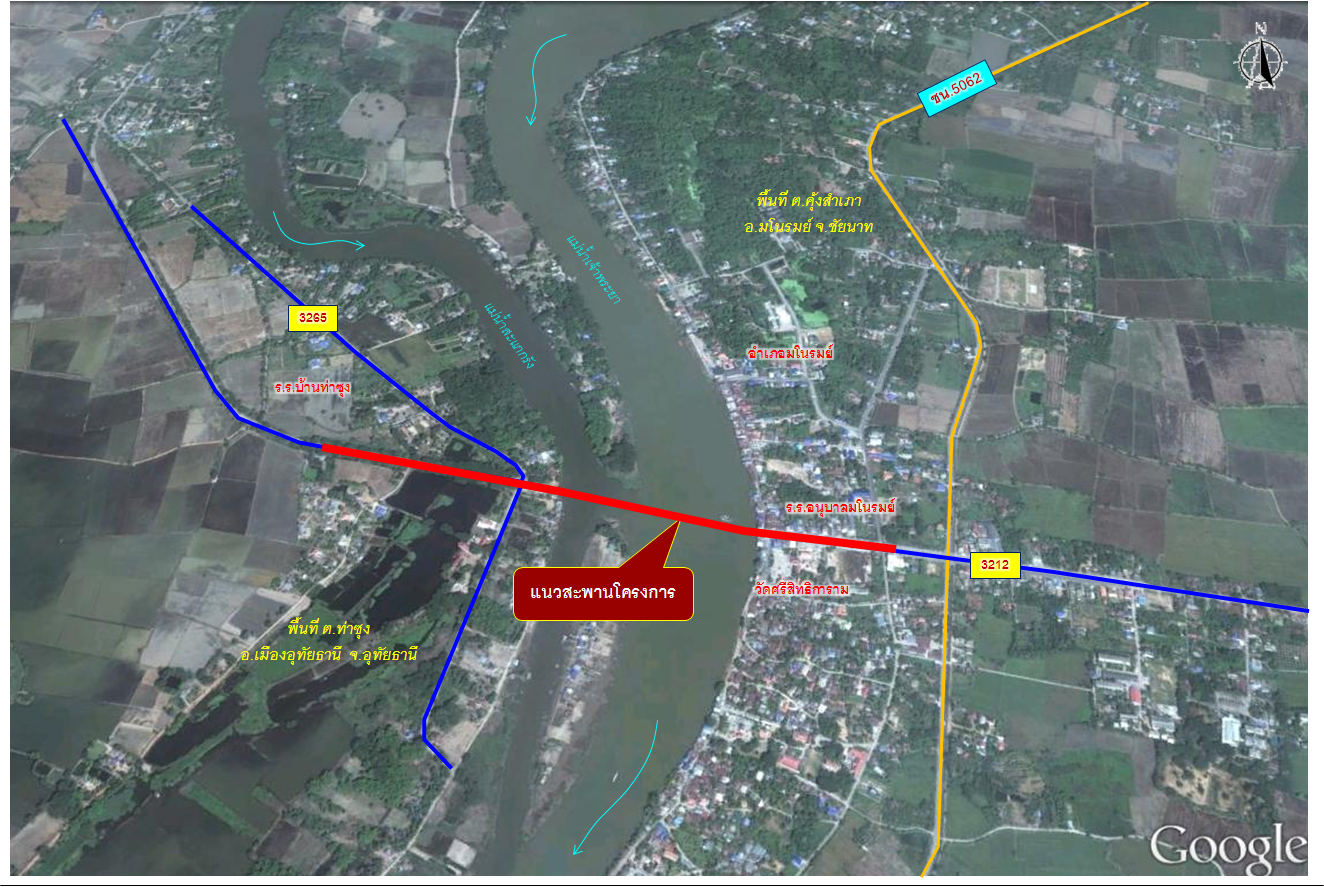 N
ชน.5062
พื้นที่ ต.คุ้งสำเภา
อ.มโนรมย์ จ.ชัยนาท
แม่น้ำเจ้าพระยา
แม่น้ำสะแกกรัง
3265
อำเภอมโนรมย์
ร.ร.บ้านท่าซุง
ร.ร.อนุบาลมโนรมย์
3212
แนวสะพานโครงการ
วัดศรีสิทธิการาม
พื้นที่ ต.ท่าซุง
อ.เมืองอุทัยธานี จ.อุทัยธานี
Google